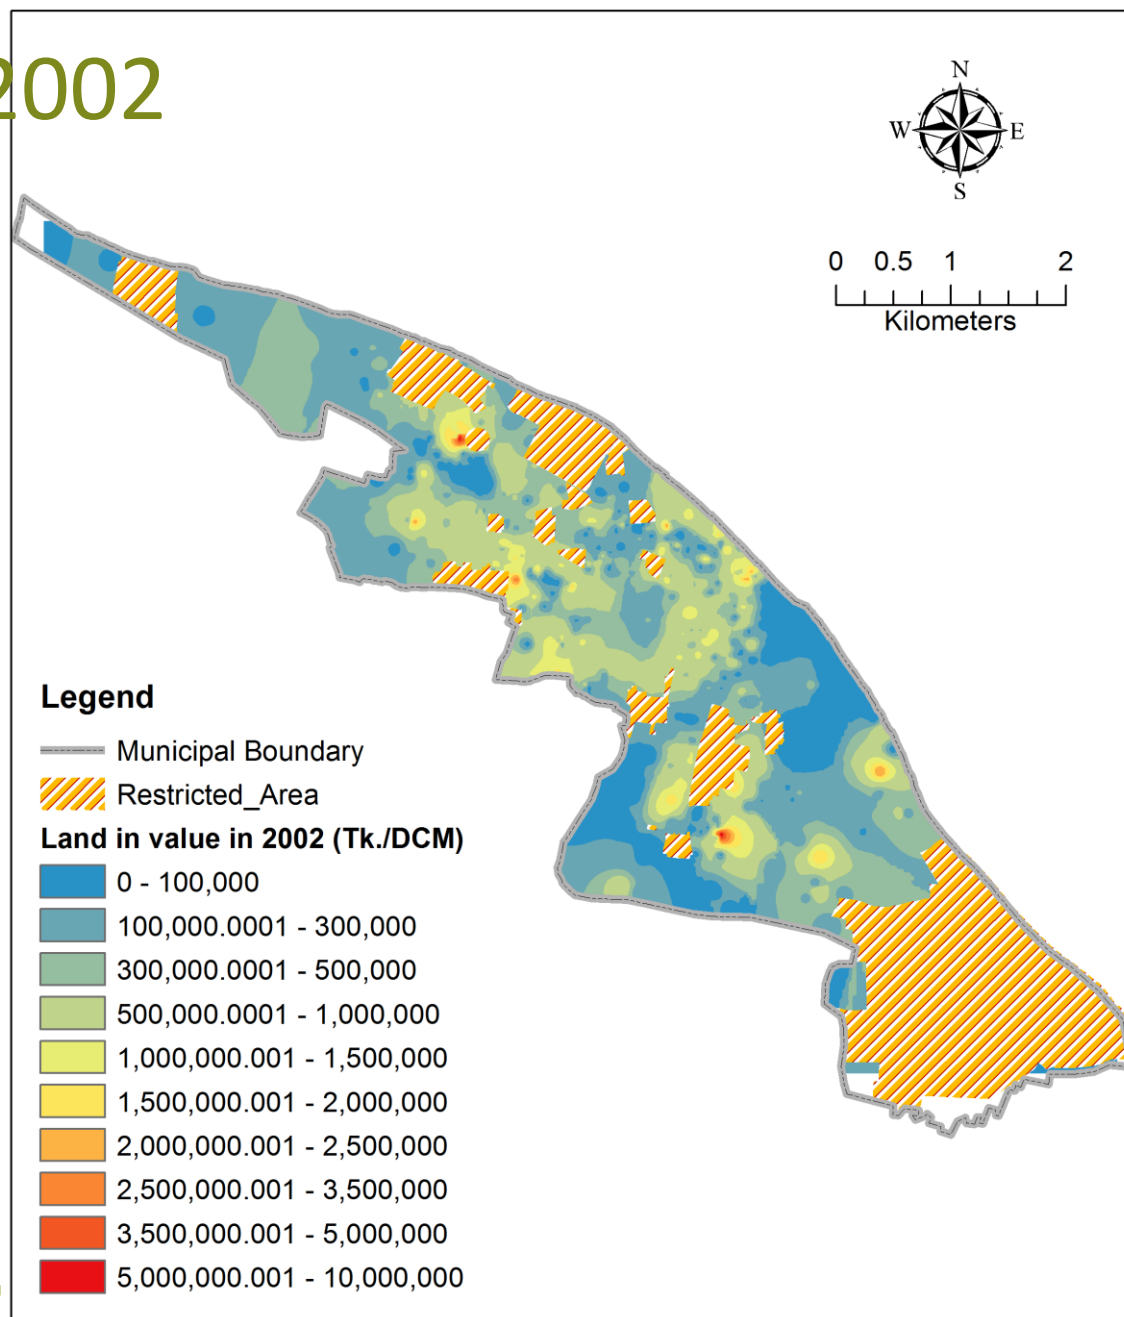 2002
N
W E
S
0 0.5 1 2
Kilometers
Legend
Municipal Boundary
Restricted_Area
Land in value in 2002 (Tk./DCM)
0 - 100,000
100,000.0001 - 300,000
300,000.0001 - 500,000
500,000.0001 - 1,000,000
1,000,000.001 - 1,500,000
1,500,000.001 - 2,000,000
2,000,000.001 - 2,500,000
2,500,000.001 - 3,500,000
3,500,000.001 - 5,000,000
5,000,000.001 - 10,000,000